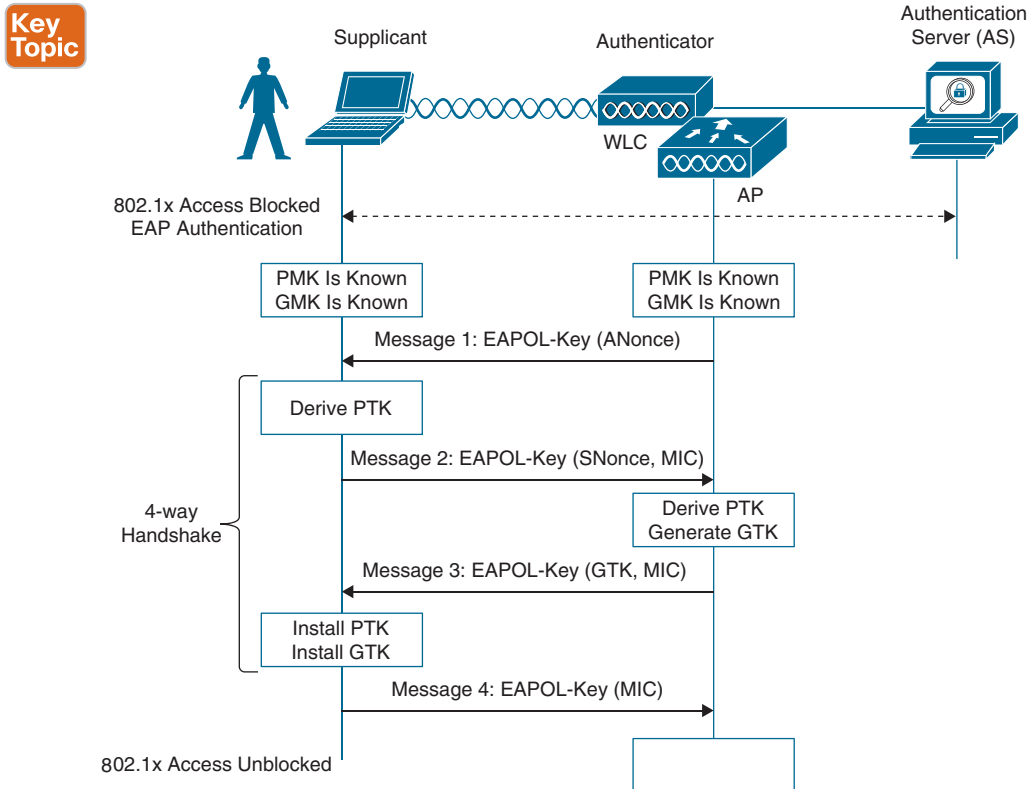 Key
Topic
Supplicant
Authenticator
Authentication
Server (AS)
WLC
AP
802.1x Access Blocked
EAP Authentication
PMK Is Known
GMK Is Known
PMK Is Known
GMK Is Known
Message 1: EAPOL-Key (ANonce)
Derive PTK
Message 2: EAPOL-Key (SNonce, MIC)
4-way
Handshake
Derive PTK
Generate GTK
Message 3: EAPOL-Key (GTK, MIC)
Install PTK
Install GTK
Message 4: EAPOL-Key (MIC)
802.1x Access Unblocked